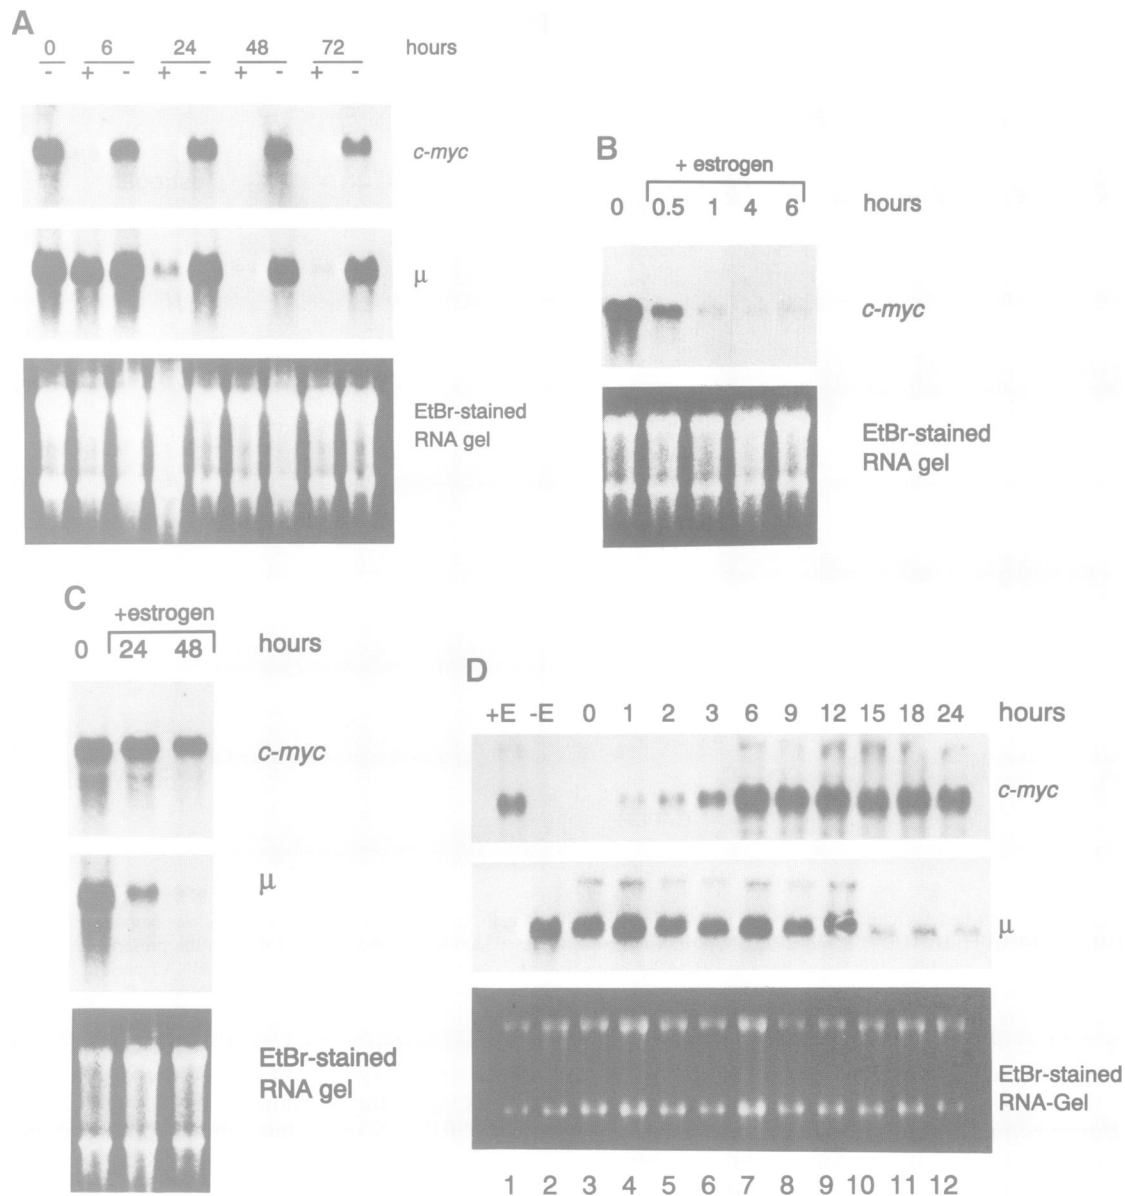 A
0 6 24 48 72 hours
- + - + - + - + -
c-myc
μ
EtBr-stained
RNA gel
B
+ estrogen
0 0.5 1 4 6 hours
c-myc
EtBr-stained
RNA gel
C
+estrogen
0 24 48 hours
c-myc
μ
EtBr-stained
RNA gel
D
+E -E 0 1 2 3 6 9 12 15 18 24 hours
c-myc
μ
EtBr-stained
RNA-Gel
1 2 3 4 5 6 7 8 9 10 11 12